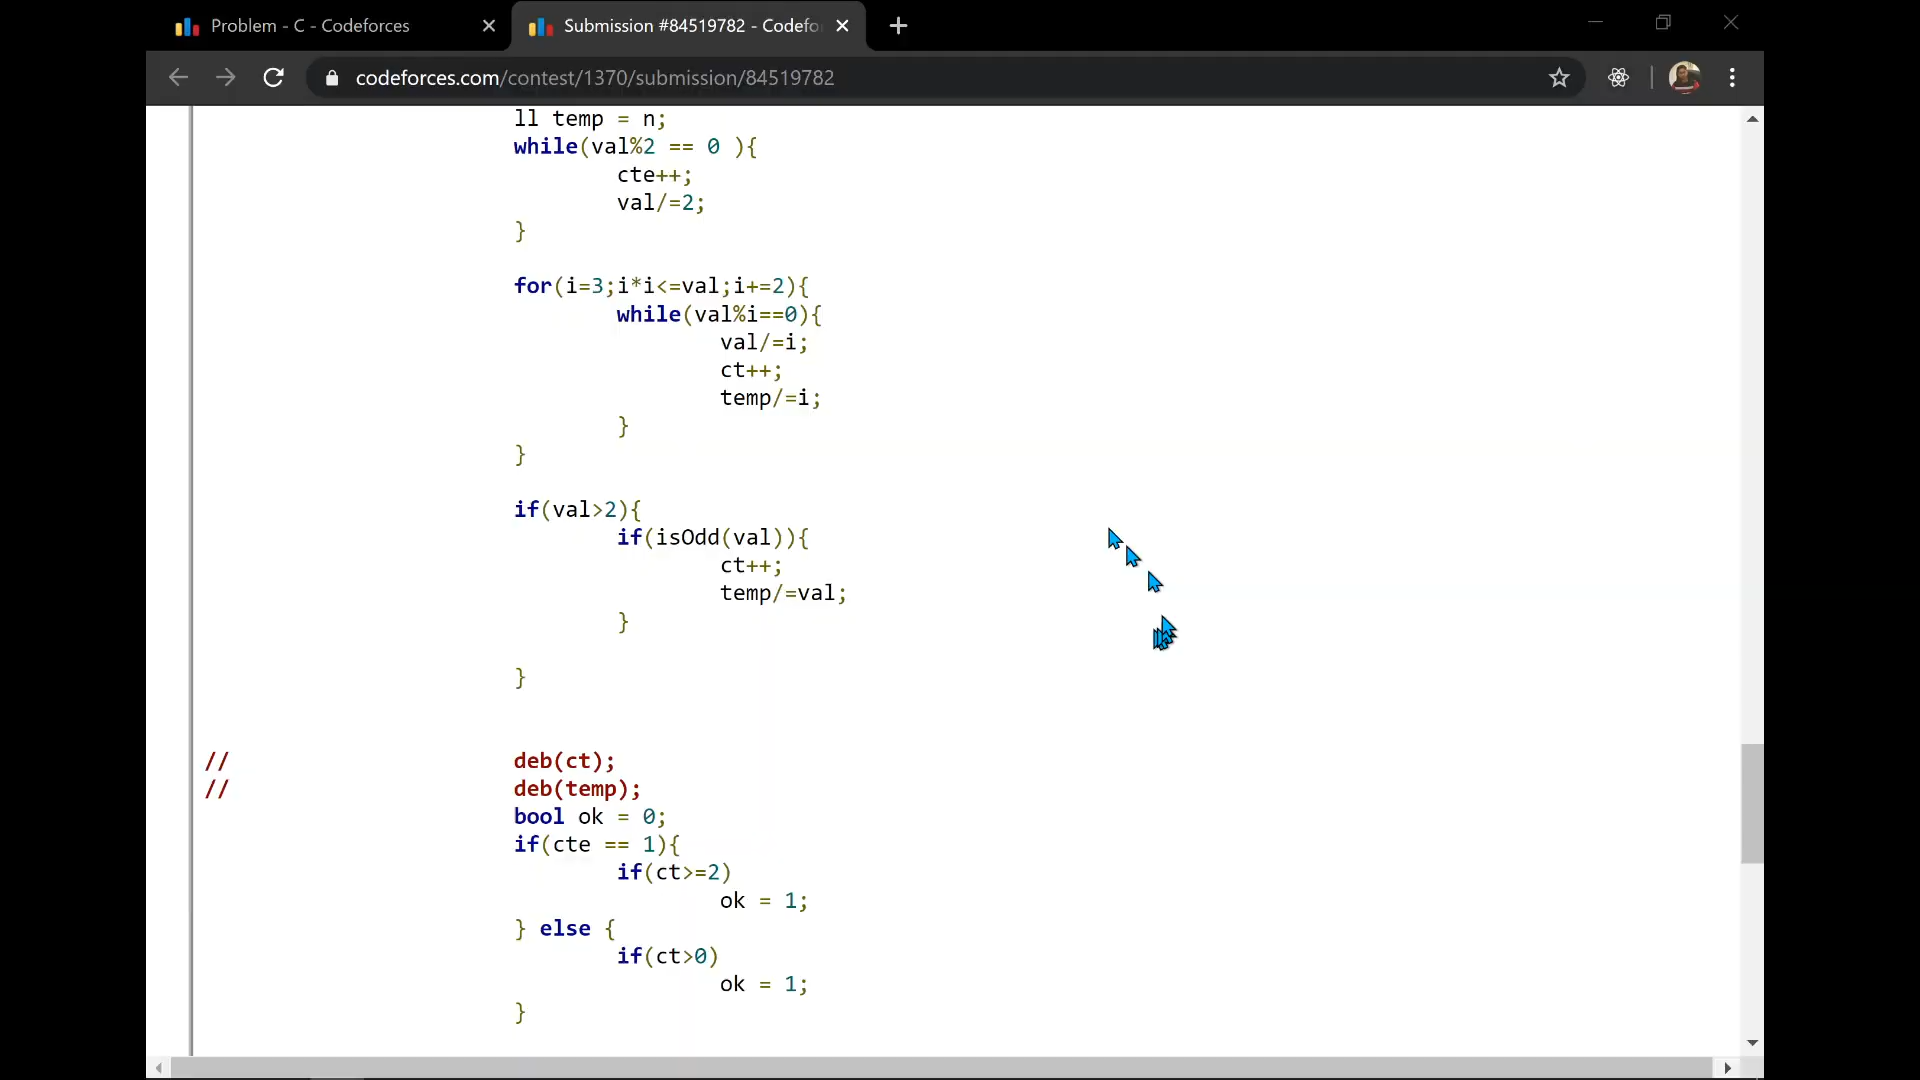 Problem - C - Codeforces
Submission #84519782 - Codefo
codeforces.com/contest/1370/submission/84519782
ll temp = n;
while(val%2 == 0 ){
cte++;
val/=2;
}
for(i=3;i*i<=val;i+=2){
while(val%i==0){
val/=i;
ct++;
temp/=i;
}
}
if(val>2){
if(isOdd(val)){
ct++;
temp/=val;
}
}
// deb(ct);
// deb(temp);
bool ok = 0;
if(cte == 1){
if(ct>=2)
ok = 1;
} else {
if(ct>0)
ok = 1;
}